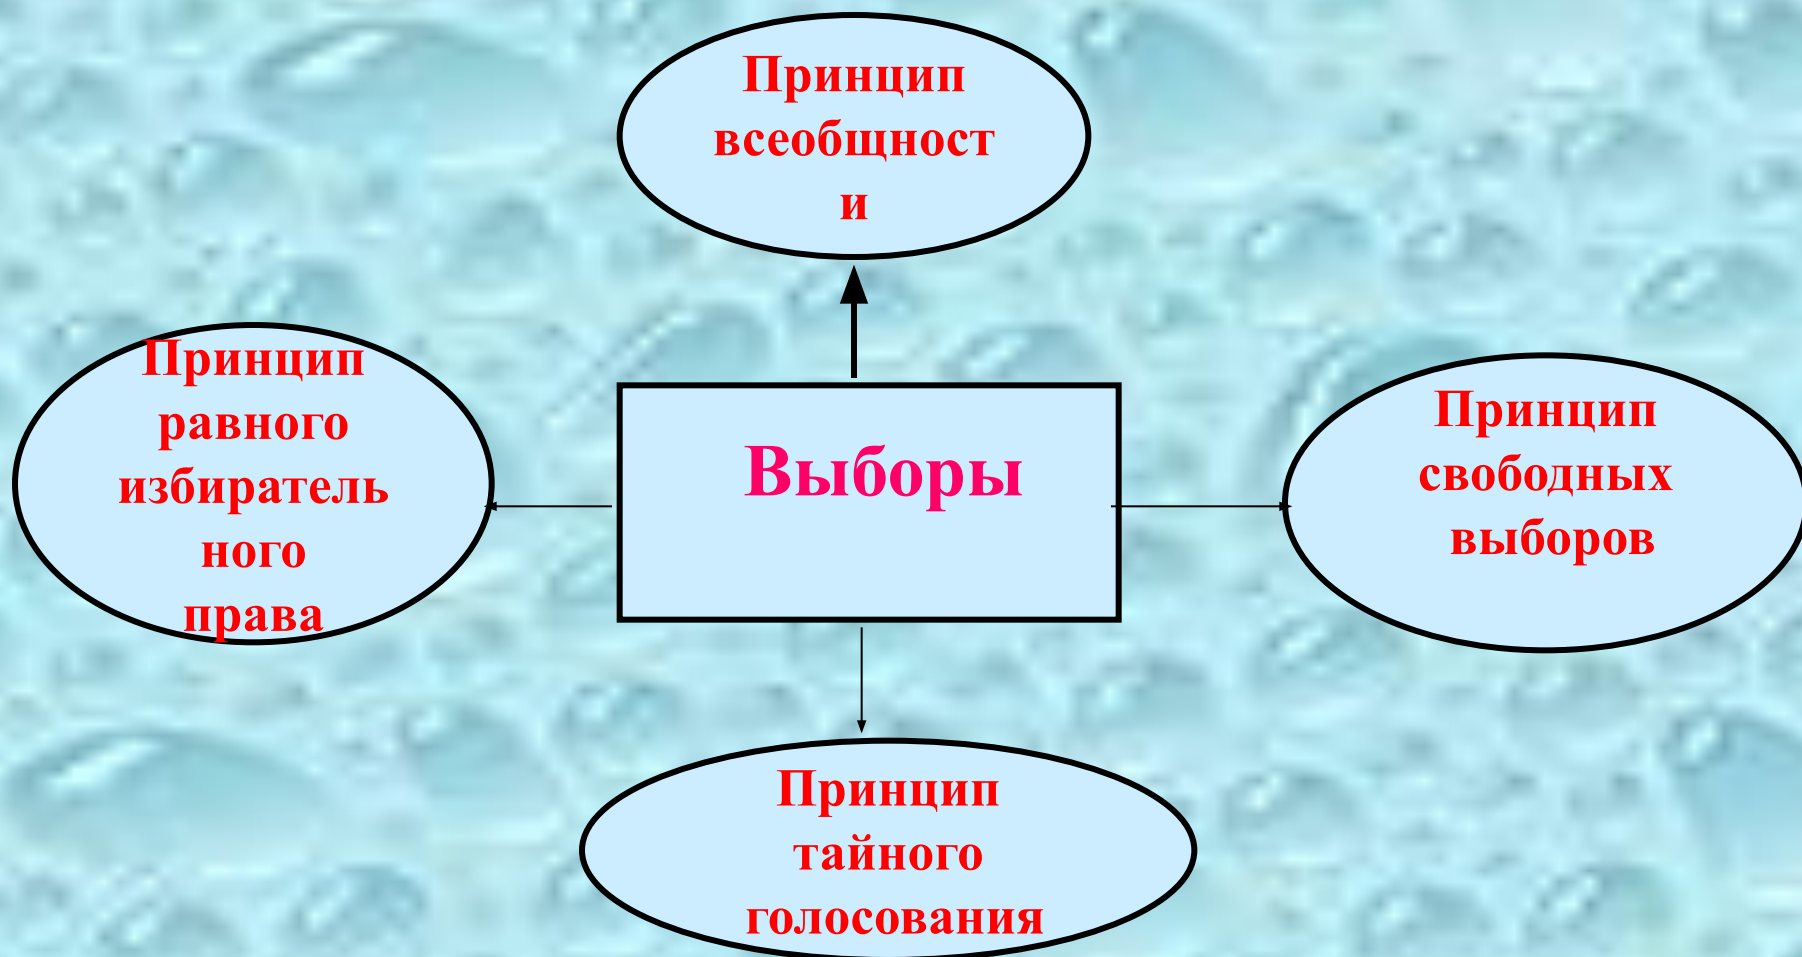 Принцип
всеобщност
и
Принцип
равного
избиратель
ного
права
Выборы
Принцип
свободных
выборов
Принцип
тайного
голосования